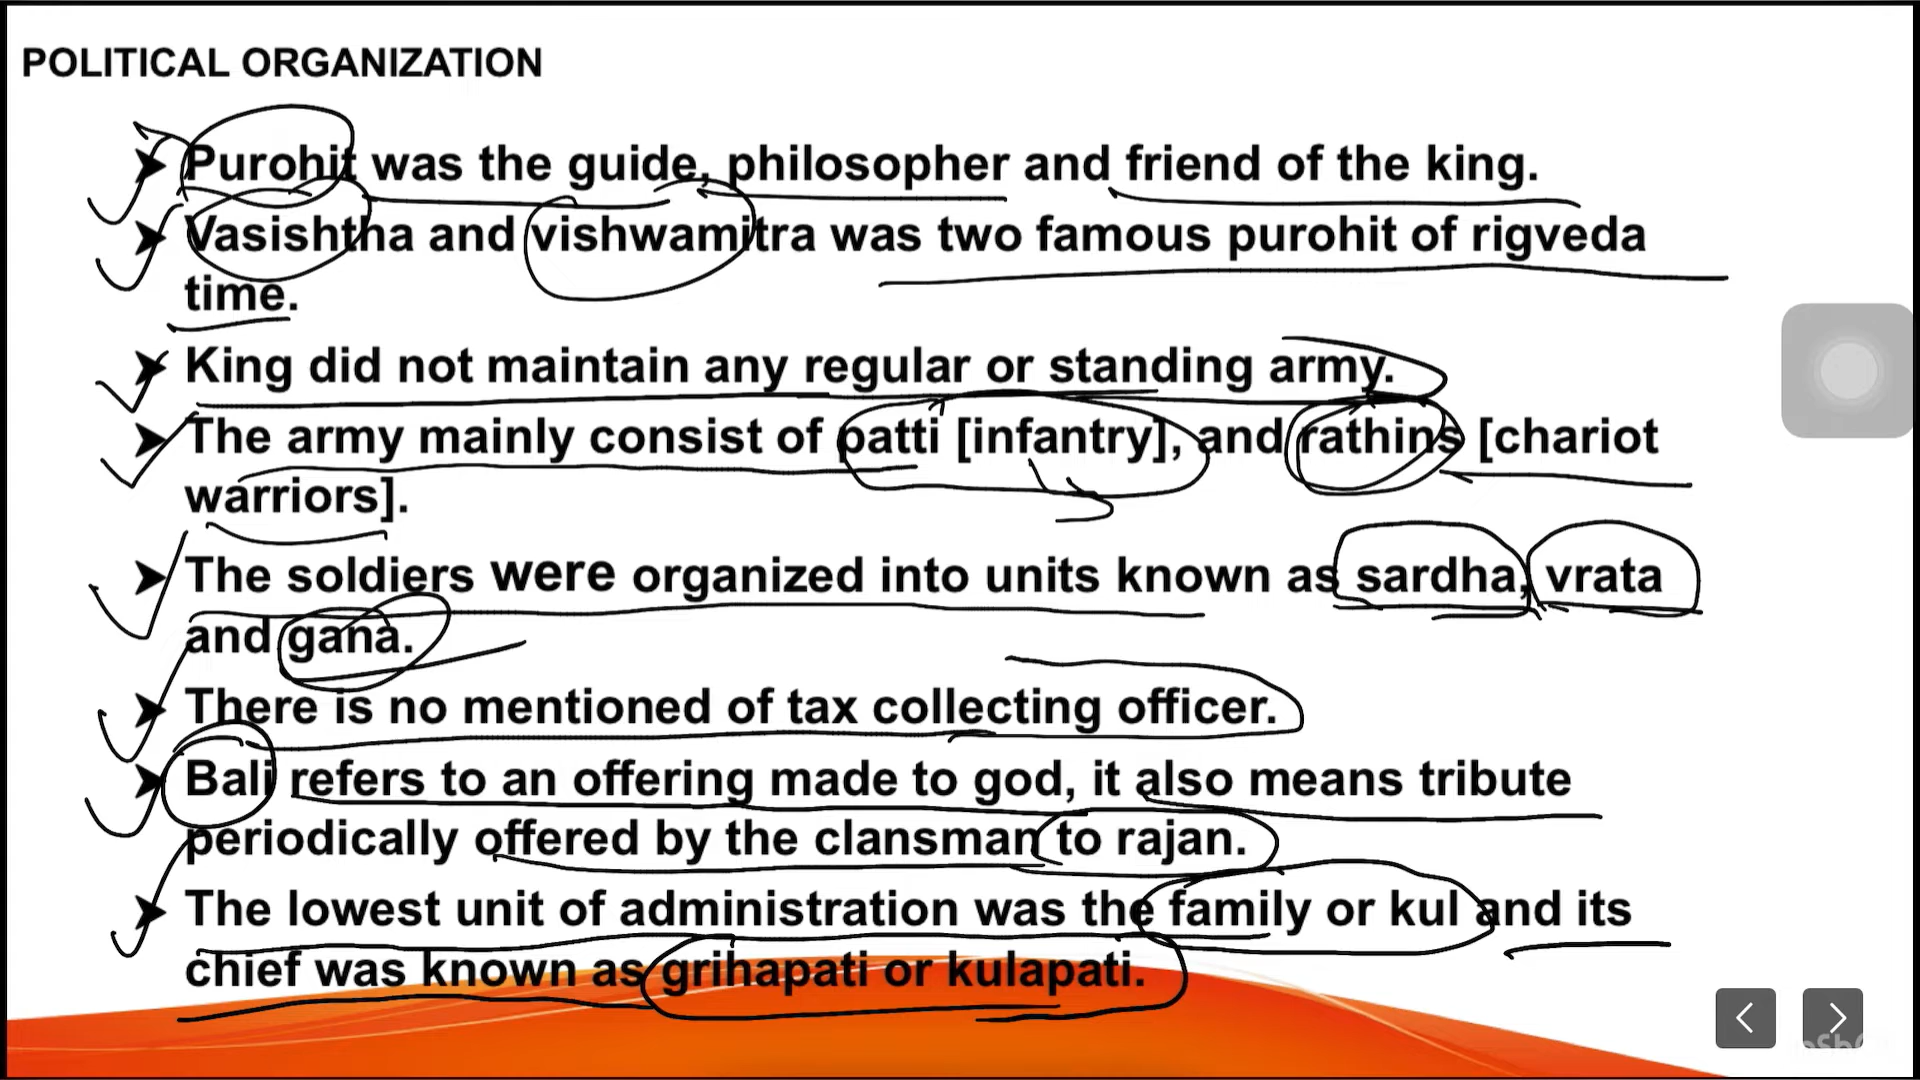 POLITICAL ORGANIZATION
➤ Purohit was the guide, philosopher and friend of the king.
➤ Vasishtha and vishwamitra was two famous purohit of rigveda
time.
➤ King did not maintain any regular or standing army.
➤ The army mainly consist of patti [infantry], and rathins [chariot
warriors].
➤ The soldiers were organized into units known as sardha, vrata
and gana.
➤ There is no mentioned of tax collecting officer.
➤ Bali refers to an offering made to god, it also means tribute
periodically offered by the clansman to rajan.
➤ The lowest unit of administration was the family or kul and its
chief was known as grihapati or kulapati.